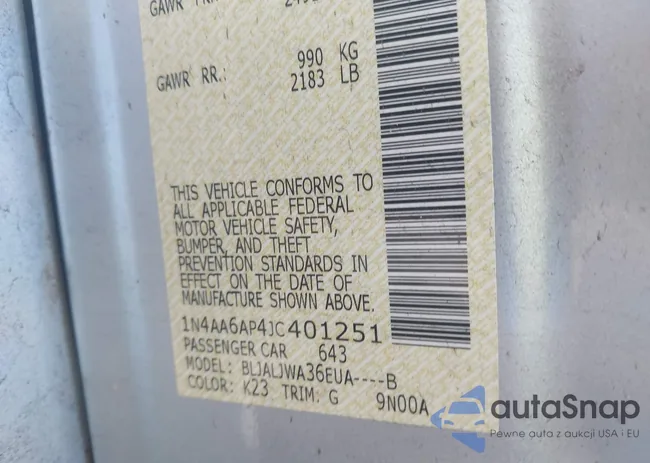 GAWR
990 KG
GAWR RR.: 2183 LB
THIS VEHICLE CONFORMS TO
ALL APPLICABLE FEDERAL
MOTOR VEHICLE SAFETY,
BUMPER, AND THEFT
PREVENTION STANDARDS IN
EFFECT ON THE DATE OF
MANUFACTURE SHOWN ABOVE.
1N4AA6AP4JC401251
PASSENGER CAR 643
MODEL: BLJALJWA36EUA----B
COLOR: K23 TRIM: G 9N00A
autaSnap
Pewne auta z aukcji USA i EU